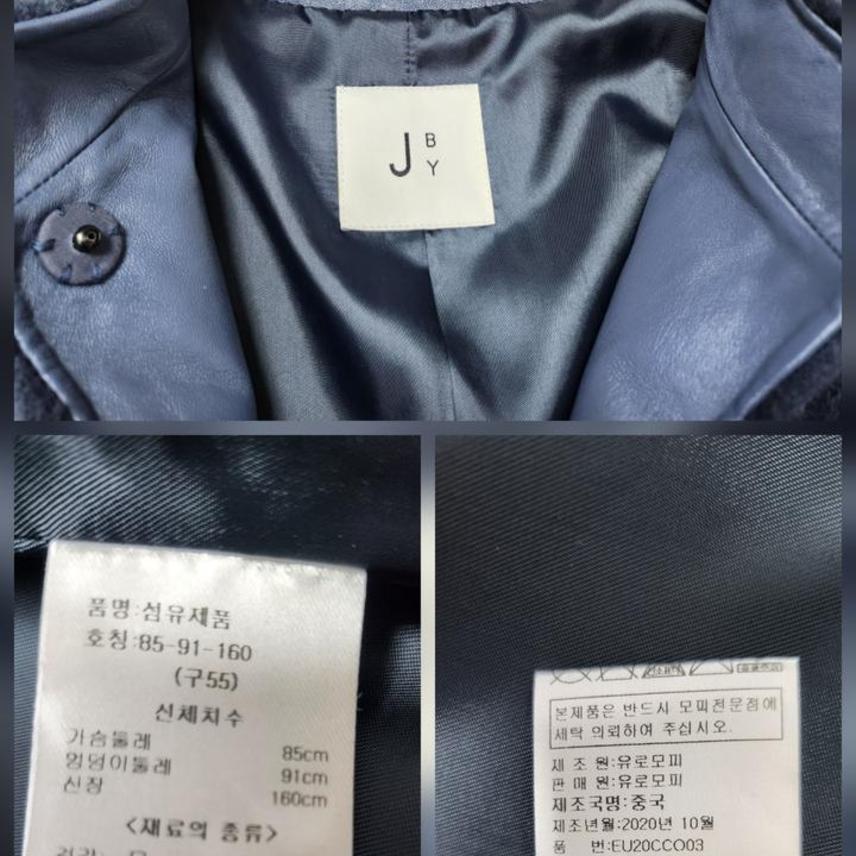 J BY
품명:섬유제품
호칭:85-91-160
(구55)
신체치수
가슴둘레 85cm
엉덩이둘레 91cm
신장 160cm
<재료의 종류>
본제품은 반드시 모피전문점에
세탁 의뢰하여 주십시오.
제 조 원:유로모피
판 매 원:유로모피
제조국명:중국
제조년월:2020년 10월
품 번:EU20CCO03